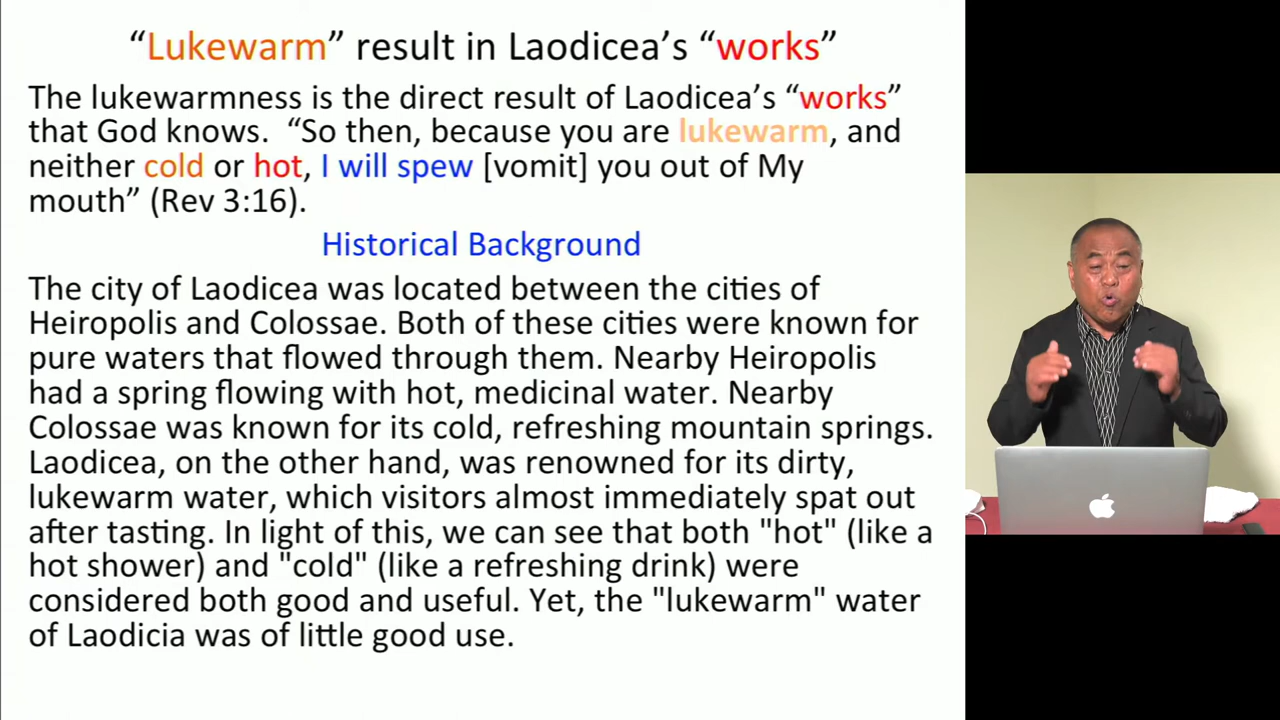 “Lukewarm” result in Laodicea’s “works”
The lukewarmness is the direct result of Laodicea’s “works”
that God knows.  “So then, because you are lukewarm, and
neither cold or hot, I will spew [vomit] you out of My
mouth” (Rev 3:16).
Historical Background
The city of Laodicea was located between the cities of
Heiropolis and Colossae. Both of these cities were known for
pure waters that flowed through them. Nearby Heiropolis
had a spring flowing with hot, medicinal water. Nearby
Colossae was known for its cold, refreshing mountain springs.
Laodicea, on the other hand, was renowned for its dirty,
lukewarm water, which visitors almost immediately spat out
after tasting. In light of this, we can see that both "hot" (like a
hot shower) and "cold" (like a refreshing drink) were
considered both good and useful. Yet, the "lukewarm" water
of Laodicia was of little good use.